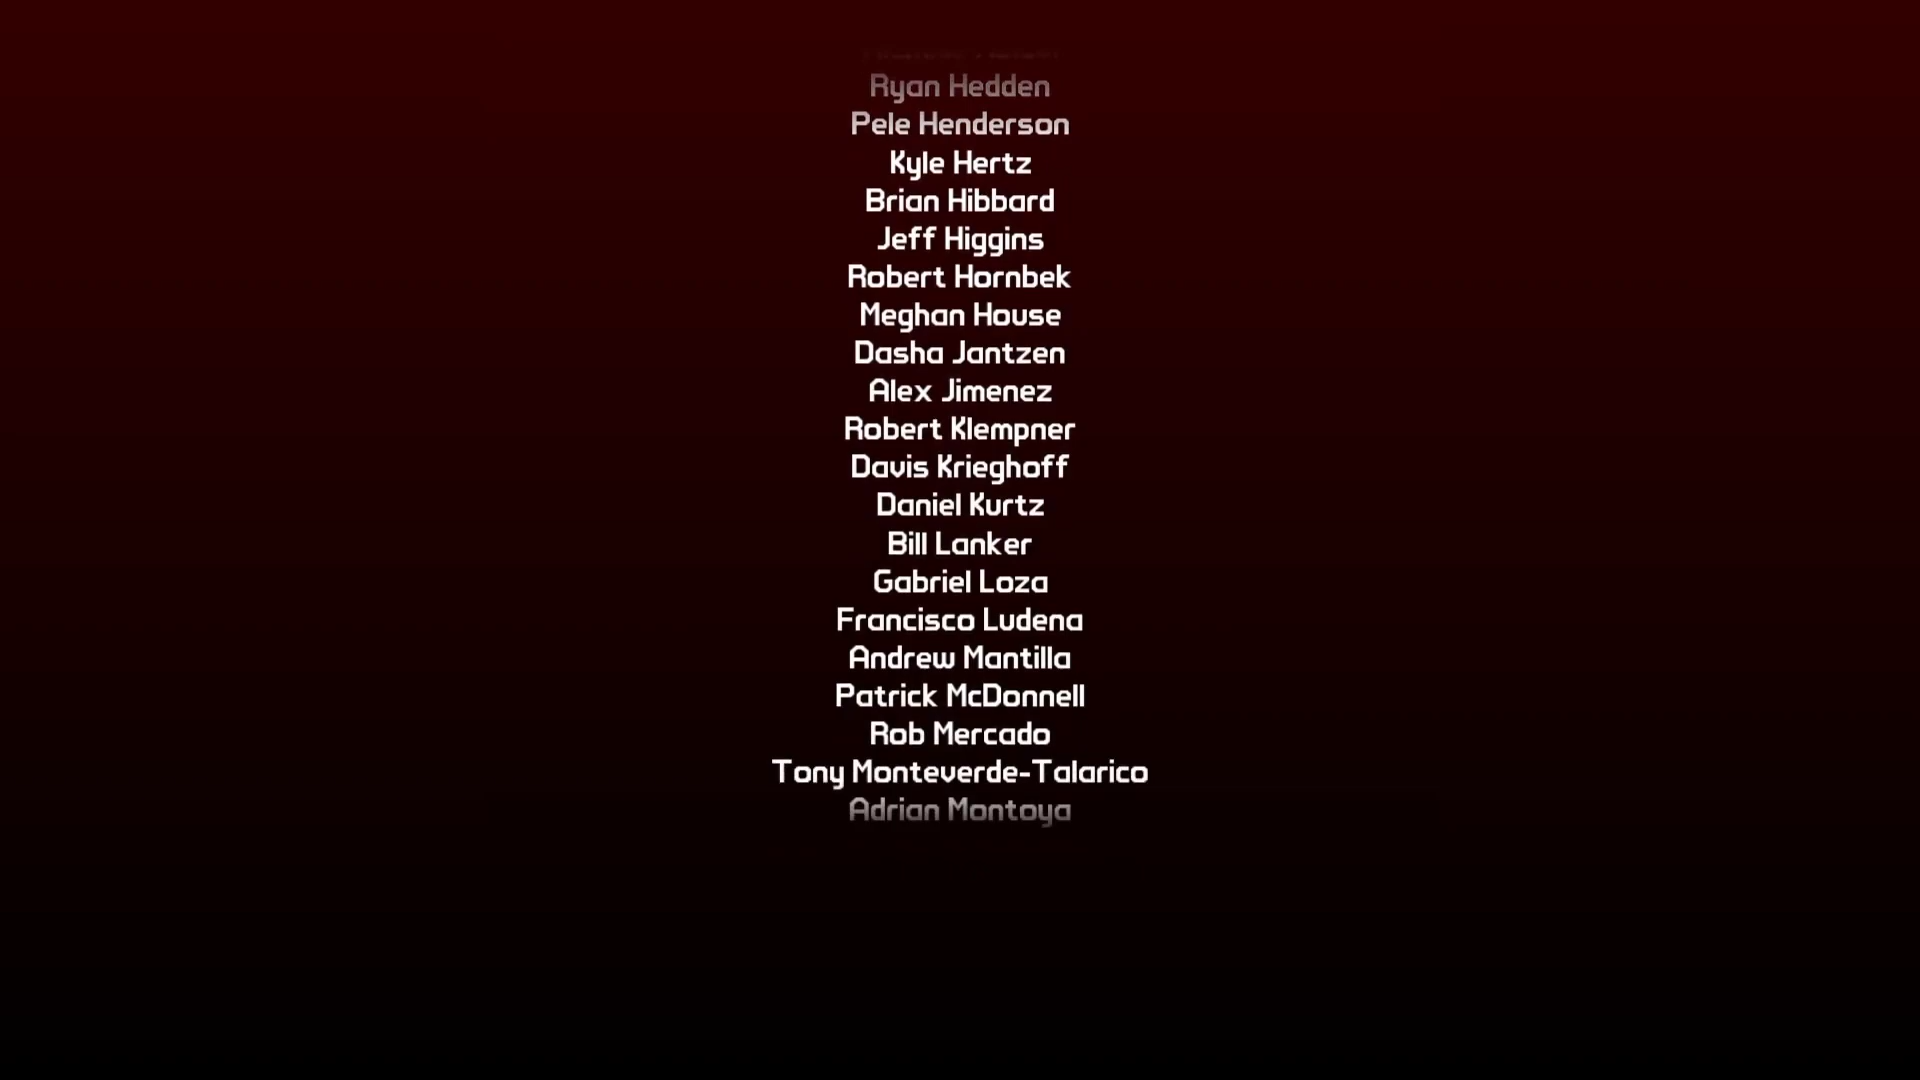 Ryan Hedden
Pele Henderson
Kyle Hertz
Brian Hibbard
Jeff Higgins
Robert Hornbek
Meghan House
Dasha Jantzen
Alex Jimenez
Robert Klempner
Davis Krieghoff
Daniel Kurtz
Bill Lanker
Gabriel Loza
Francisco Ludena
Andrew Mantilla
Patrick McDonnell
Rob Mercado
Tony Monteverde-Talarico
Adrian Montoya